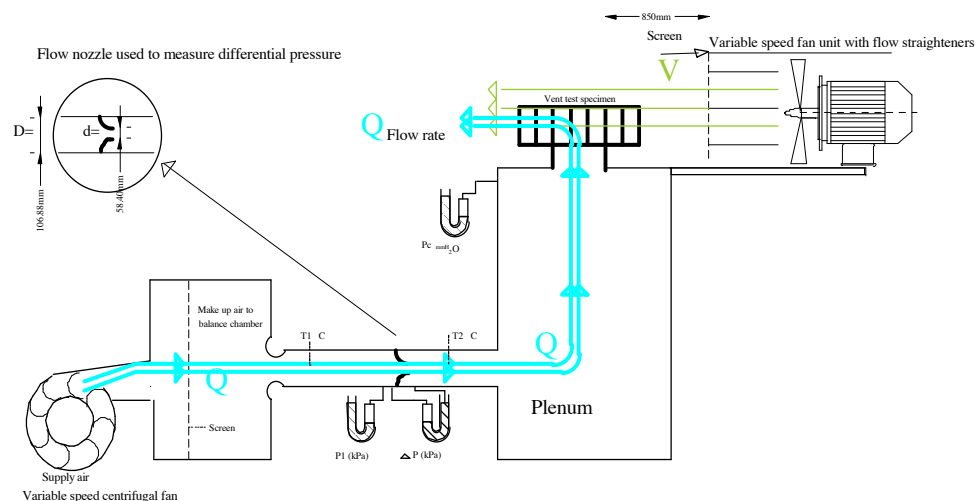 850mm
Screen
Variable speed fan unit with flow straighteners
Flow nozzle used to measure differential pressure
V
Vent test specimen
D=
d=
Q Flow rate
106.88mm
58.40mm
Pc mmH2O
Make up air to
balance chamber
T1 C
T2 C
Q
Q
Plenum
Screen
P1 (kPa)
P (kPa)
Supply air
Variable speed centrifugal fan